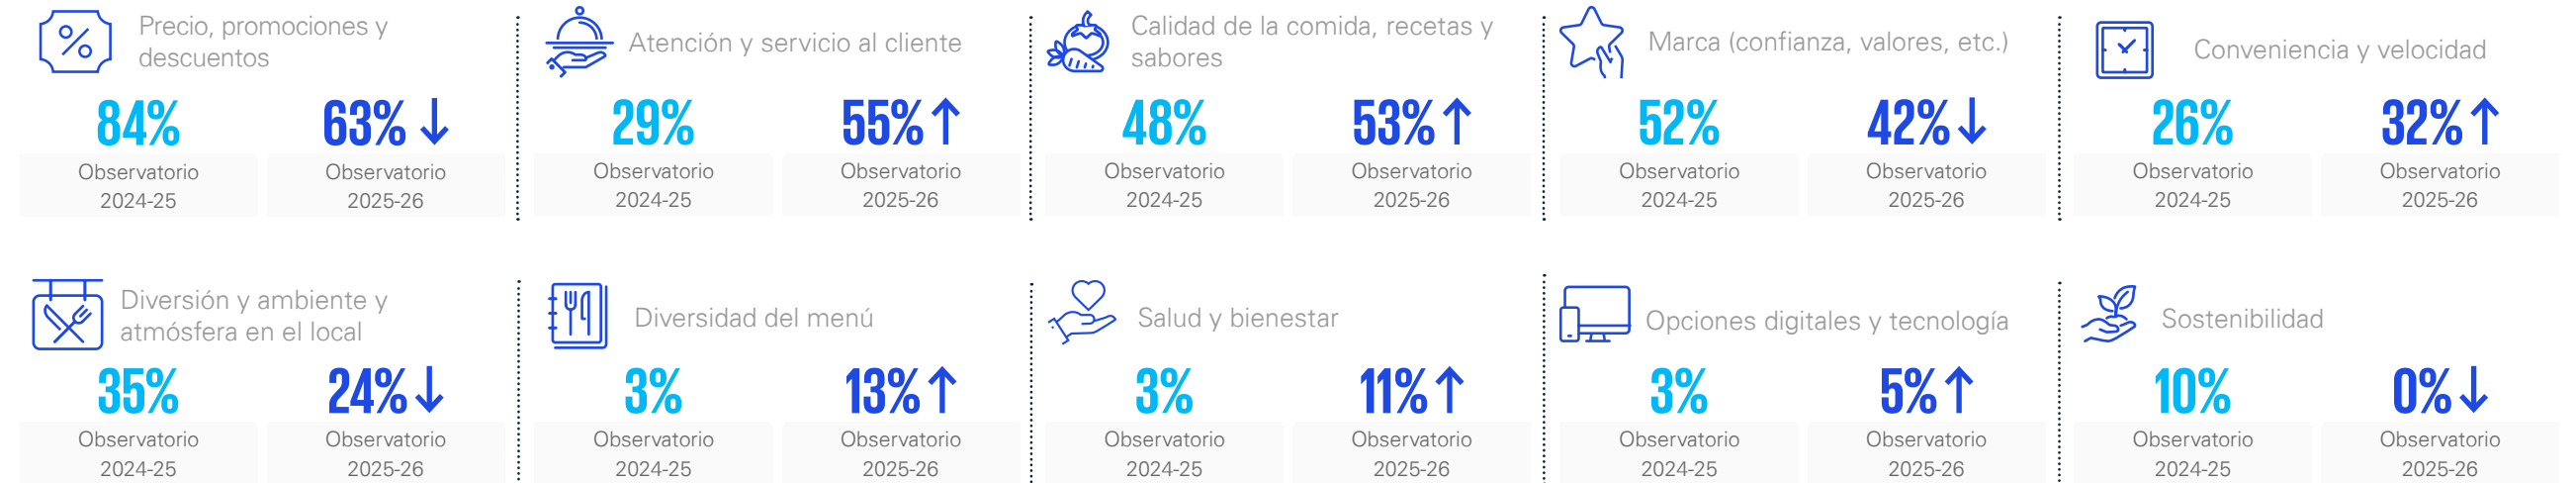 Precio, promociones y
descuentos
84%
63%
Observatorio
2024-25
Observatorio
2025-26
Atención y servicio al cliente
29%
55%
Observatorio
2024-25
Observatorio
2025-26
Calidad de la comida, recetas y
sabores
48%
53%
Observatorio
2024-25
Observatorio
2025-26
Marca (confianza, valores, etc.)
52%
42%
Observatorio
2024-25
Observatorio
2025-26
Conveniencia y velocidad
26%
32%
Observatorio
2024-25
Observatorio
2025-26
Diversión y ambiente y
atmósfera en el local
35%
24%
Observatorio
2024-25
Observatorio
2025-26
Diversidad del menú
3%
13%
Observatorio
2024-25
Observatorio
2025-26
Salud y bienestar
3%
11%
Observatorio
2024-25
Observatorio
2025-26
Opciones digitales y tecnología
3%
5%
Observatorio
2024-25
Observatorio
2025-26
Sostenibilidad
10%
0%
Observatorio
2024-25
Observatorio
2025-26